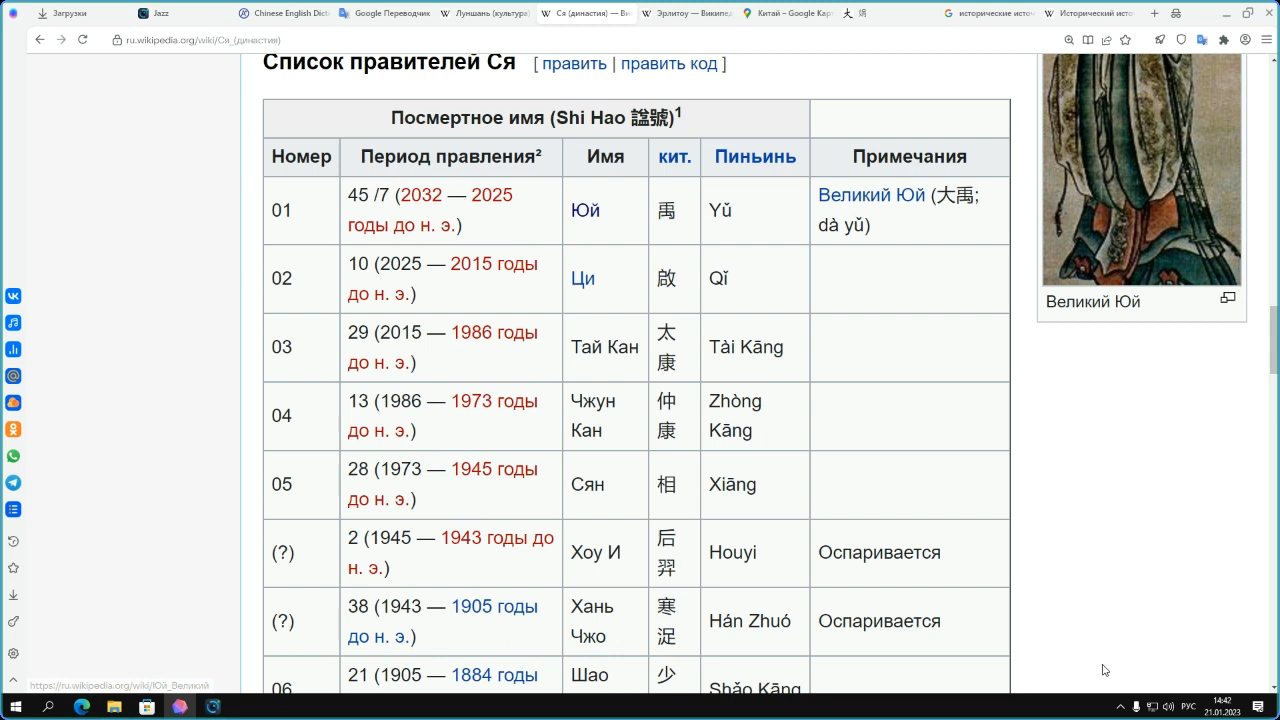 Загрузки
Jazz
Chinese English Dicti
Google Переводчик
Луншань (культура)
Ся (династия) — Ви
Эрлитоу — Википед
Китай – Google Кар
исторические исто
Исторический исто
ru.wikipedia.org/wiki/Ся_(династия)
Список правителей Ся [ править | править код ]
Посмертное имя (Shi Hao 諡號)1
Номер Период правления² Имя кит. Пиньинь Примечания
01 45 /7 (2032 — 2025 годы до н. э.) Юй 禹 Yǔ Великий Юй (大禹; dà yǔ)
02 10 (2025 — 2015 годы до н. э.) Ци 啟 Qǐ
03 29 (2015 — 1986 годы до н. э.) Тай Кан 太康 Tài Kāng
04 13 (1986 — 1973 годы до н. э.) Чжун Кан 仲康 Zhòng Kāng
05 28 (1973 — 1945 годы до н. э.) Сян 相 Xiāng
(?) 2 (1945 — 1943 годы до н. э.) Хоу И 后羿 Houyi Оспаривается
(?) 38 (1943 — 1905 годы до н. э.) Хань Чжо 寒浞 Hán Zhuó Оспаривается
06 21 (1905 — 1884 годы Шао 少 Shǎo Kāng
Великий Юй
https://ru.wikipedia.org/wiki/Юй_Великий
РУС
14:42
21.01.2023